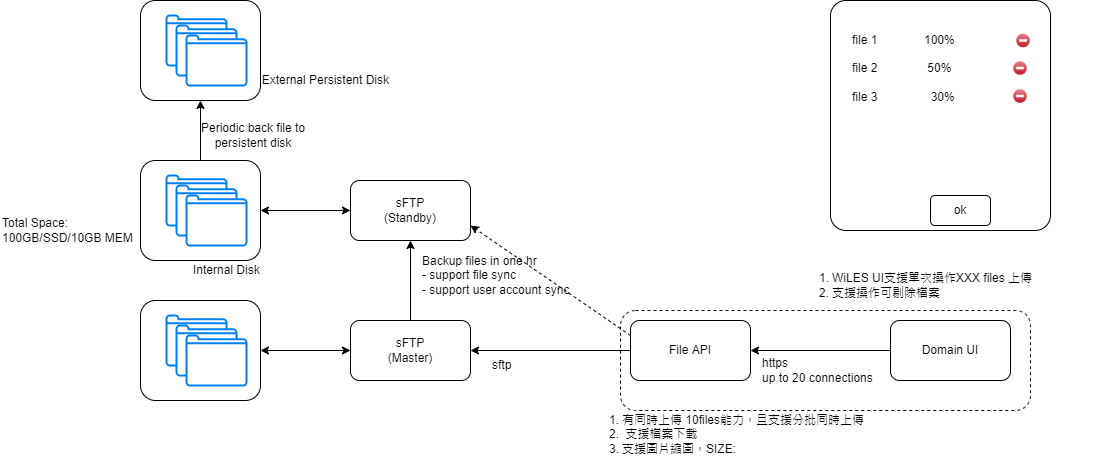 file 1 100%
file 2 50%
file 3 30%
ok
External Persistent Disk
Periodic back file to
persistent disk
Total Space:
100GB/SSD/10GB MEM
Internal Disk
sFTP
(Standby)
Backup files in one hr
- support file sync
- support user account sync
sFTP
(Master)
sftp
File API
https
up to 20 connections
Domain UI
1. WiLES UI支援單次操作XXX files 上傳
2. 支援操作可剔除檔案
1. 有同時上傳 10files能力，且支援分批同時上傳
2. 支援檔案下載
3. 支援圖片縮圖，SIZE: